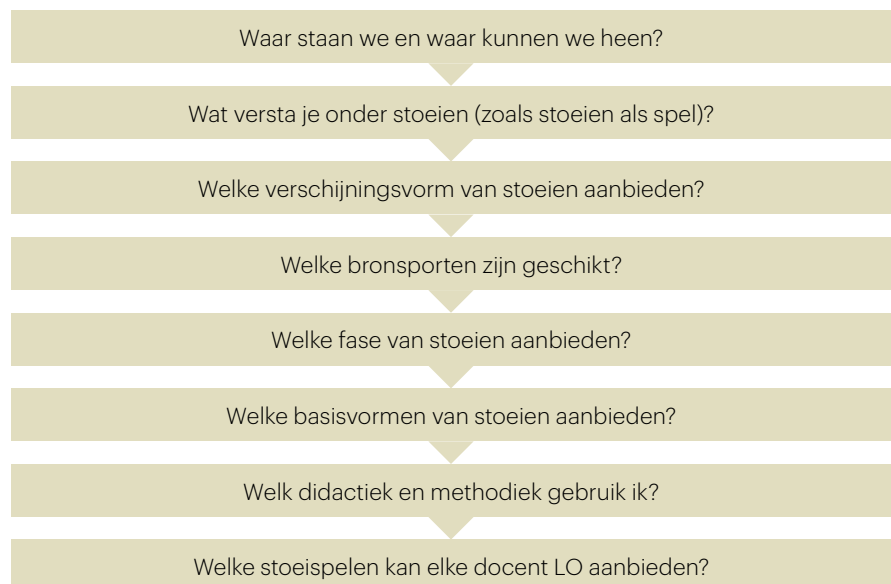 Waar staan we en waar kunnen we heen?
Wat versta je onder stoeien (zoals stoeien als spel)?
Welke verschijningsvorm van stoeien aanbieden?
Welke bronsporten zijn geschikt?
Welke fase van stoeien aanbieden?
Welke basisvormen van stoeien aanbieden?
Welk didactiek en methodiek gebruik ik?
Welke stoeispelen kan elke docent LO aanbieden?